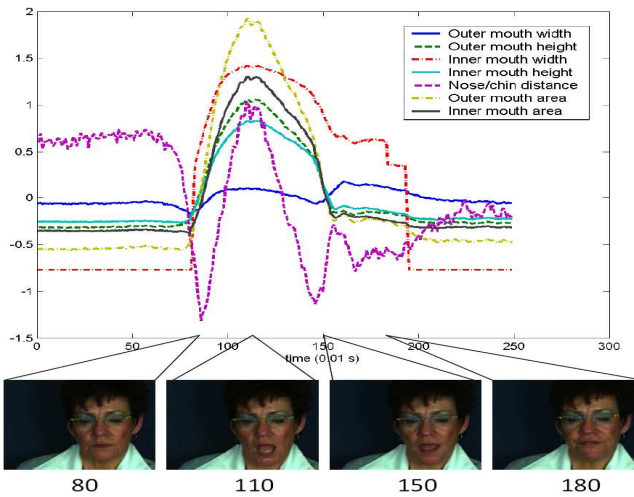 2
1.5
1
0.5
0
-0.5
-1
-1.5
Outer mouth width
Outer mouth height
Inner mouth width
Inner mouth height
Nose/chin distance
Outer mouth area
Inner mouth area
0 50 100 150 200 250 300
time (0.01 s)
80 110 150 180